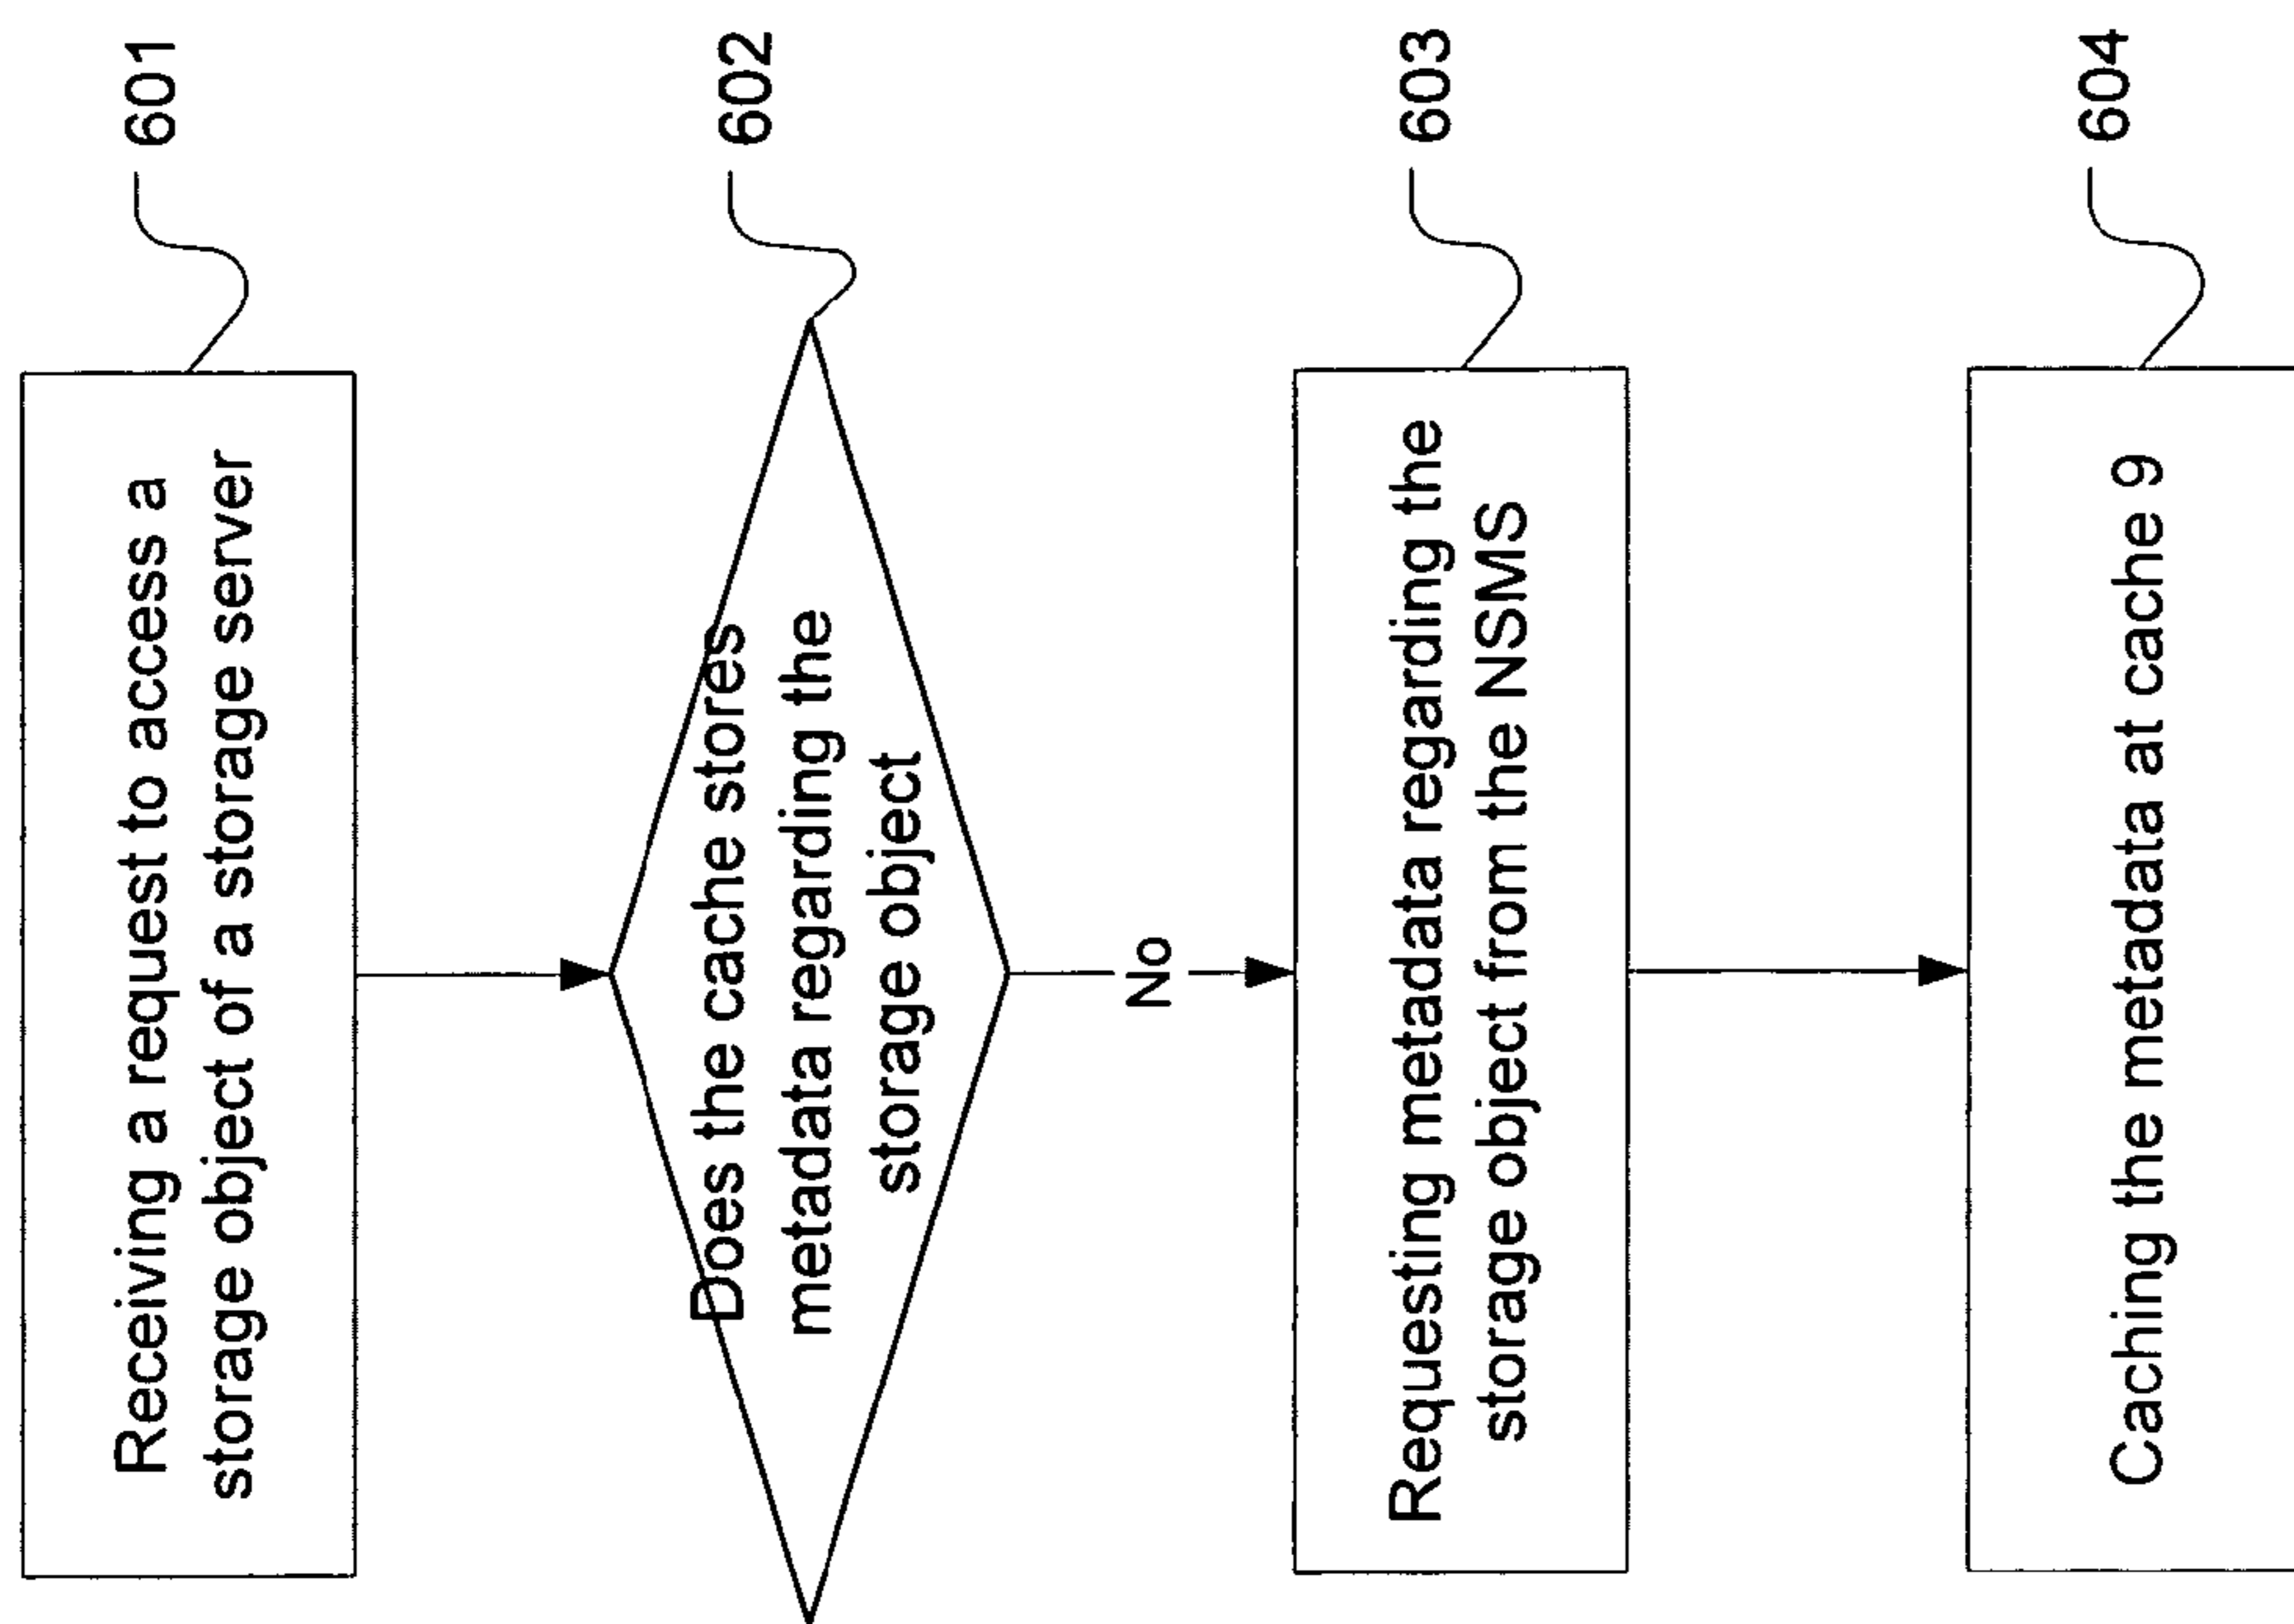 Receiving a request to access a
storage object of a storage server
601
Does the cache stores
metadata regarding the
storage object
602
No
Requesting metadata regarding the
storage object from the NSMS
603
Caching the metadata at cache 9
604